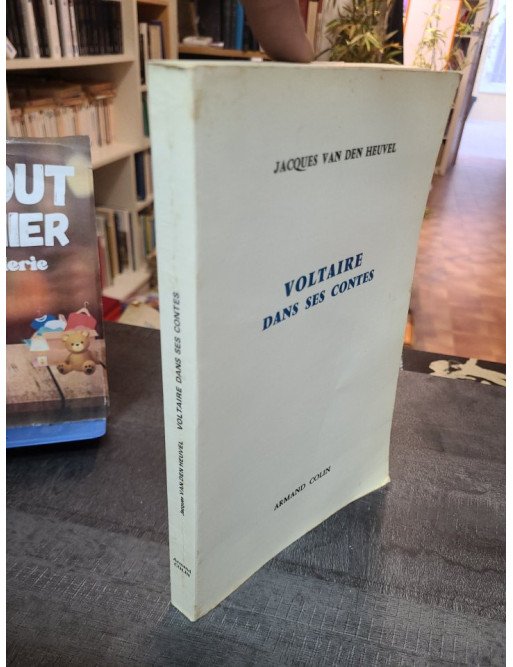 JACQUES VAN DEN HEUVEL
VOLTAIRE
DANS SES CONTES
ARMAND COLIN
Jacques VAN DEN HEUVEL VOLTAIRE DANS SES CONTES
Armand
COLIN
OUT
IER
erie